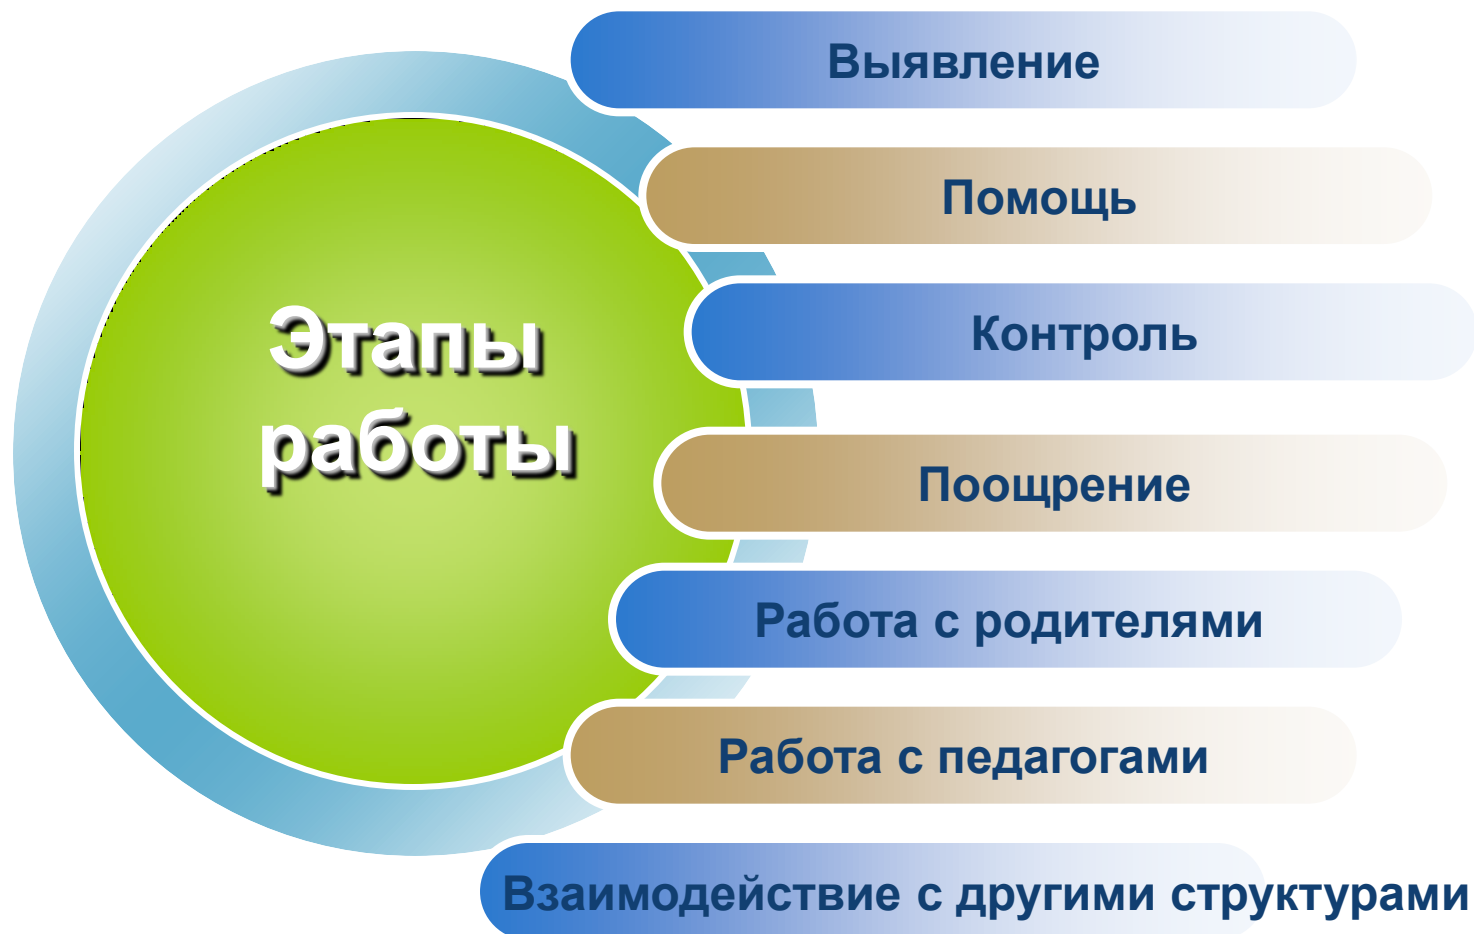 Этапы
работы
Выявление
Помощь
Контроль
Поощрение
Работа с родителями
Работа с педагогами
Взаимодействие с другими структурами